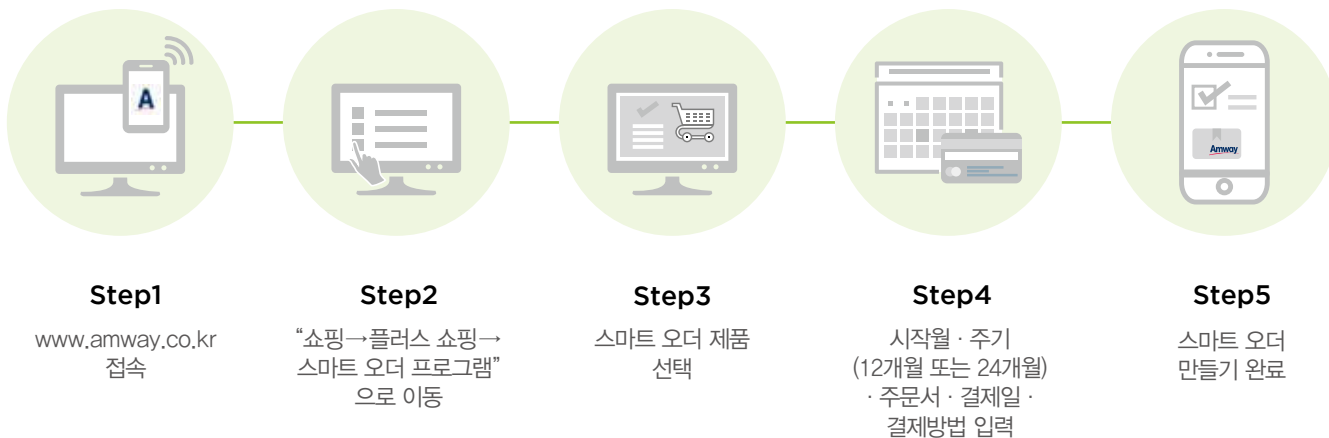 A
Amway
Step1
www.amway.co.kr
접속
Step2
“쇼핑→플러스 쇼핑→
스마트 오더 프로그램”
으로 이동
Step3
스마트 오더 제품
선택
Step4
시작월 · 주기
(12개월 또는 24개월)
· 주문서 · 결제일 ·
결제방법 입력
Step5
스마트 오더
만들기 완료